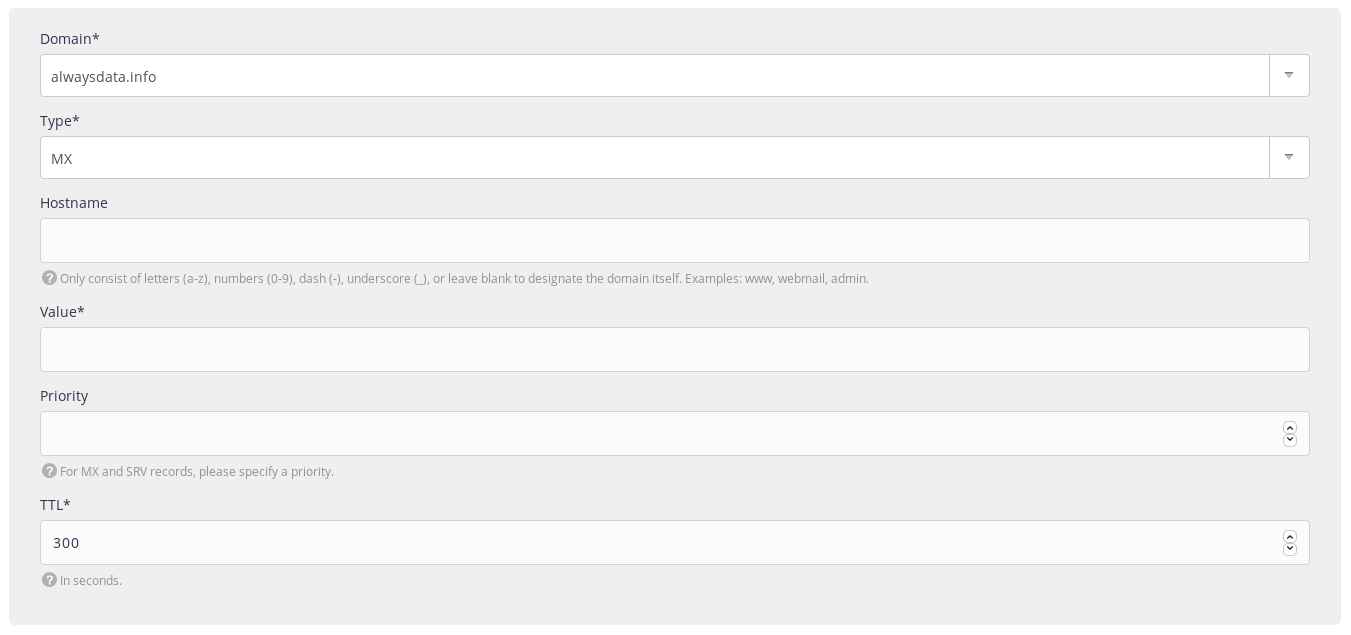 Domain*
alwaysdata.info
Type*
MX
Hostname
Only consist of letters (a-z), numbers (0-9), dash (-), underscore (_), or leave blank to designate the domain itself. Examples: www, webmail, admin.
Value*
Priority
For MX and SRV records, please specify a priority.
TTL*
300
In seconds.